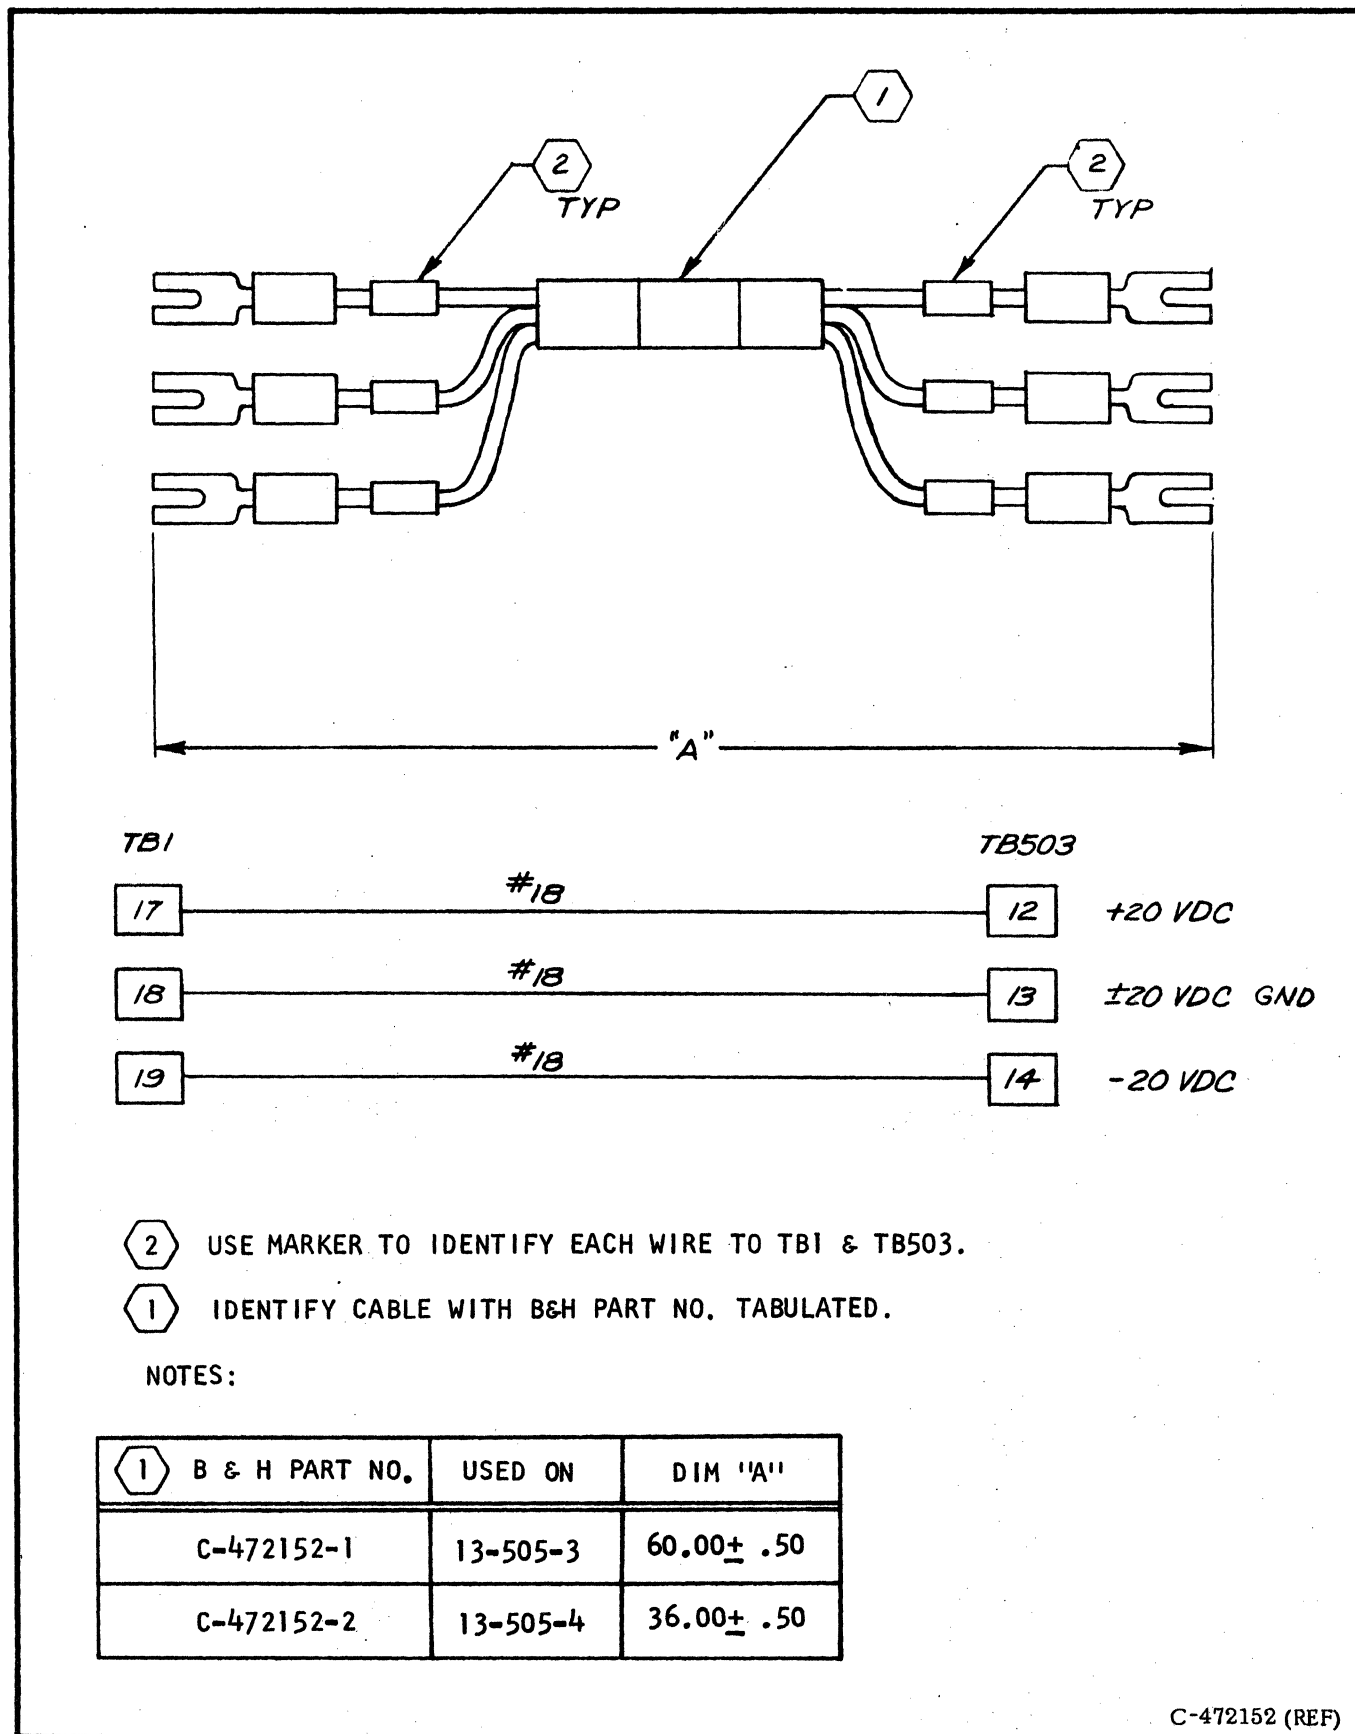 1
2
TYP
2
TYP
"A"
TB1 TB503
17 #18 12 +20 VDC
18 #18 13 ±20 VDC GND
19 #18 14 -20 VDC
2 USE MARKER TO IDENTIFY EACH WIRE TO TB1 & TB503.
1 IDENTIFY CABLE WITH B&H PART NO. TABULATED.
NOTES:
1 B & H PART NO. USED ON DIM "A"
C-472152-1 13-505-3 60.00± .50
C-472152-2 13-505-4 36.00± .50
C-472152 (REF)